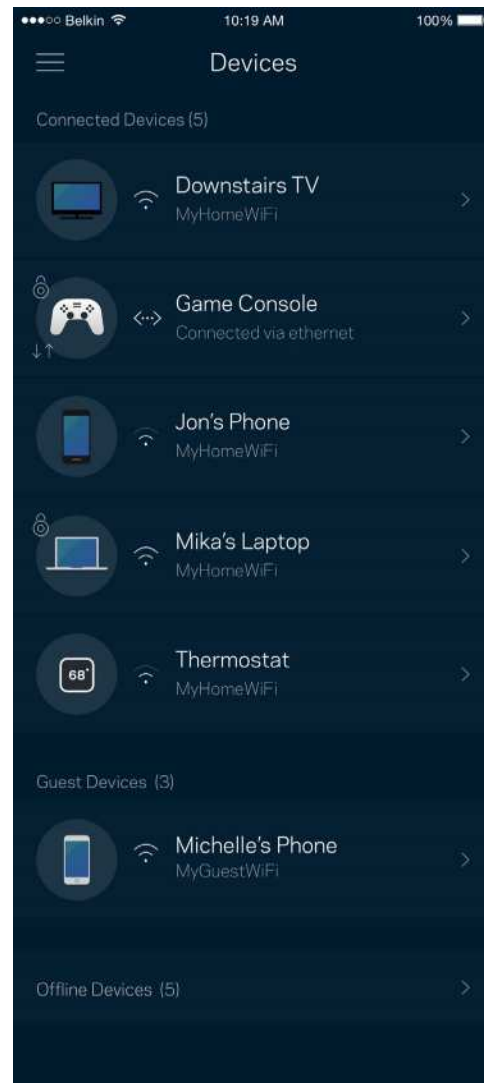 Belkin 10:19 AM 100%
Devices
Connected Devices (5)
Downstairs TV
MyHomeWiFi
Game Console
Connected via ethernet
Jon's Phone
MyHomeWiFi
Mika's Laptop
MyHomeWiFi
68°
Thermostat
MyHomeWiFi
Guest Devices (3)
Michelle's Phone
MyGuestWiFi
Offline Devices (5)